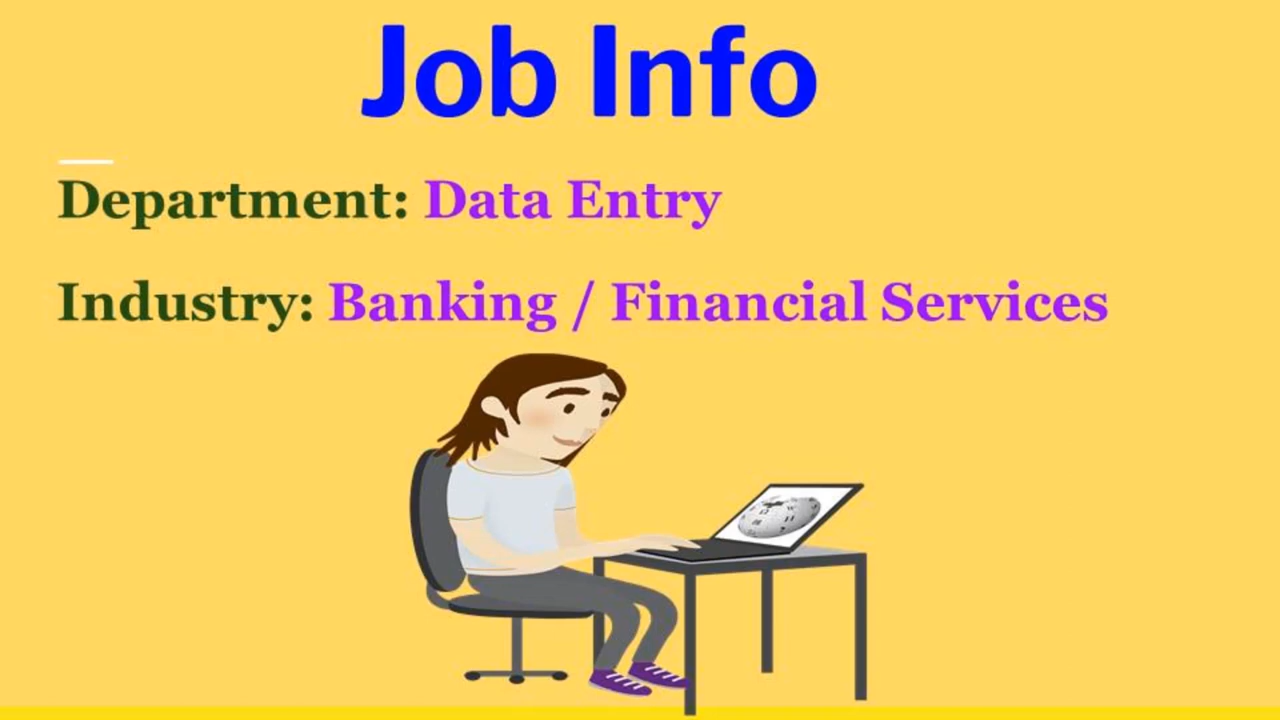 Job Info
Department: Data Entry
Industry: Banking / Financial Services